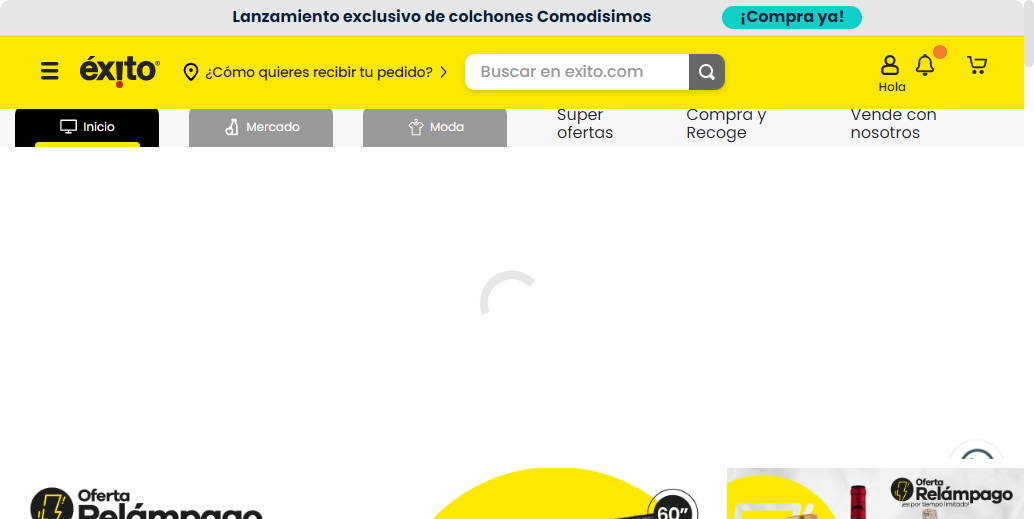 Lanzamiento exclusivo de colchones Comodisimos ¡Compra ya!
éxito
¿Cómo quieres recibir tu pedido?
Buscar en exito.com
Hola
Inicio
Mercado
Moda
Super
ofertas
Compra y
Recoge
Vende con
nosotros
Oferta
Relámpago
60"
Oferta
Relámpago
¡es por tiempo limitado!